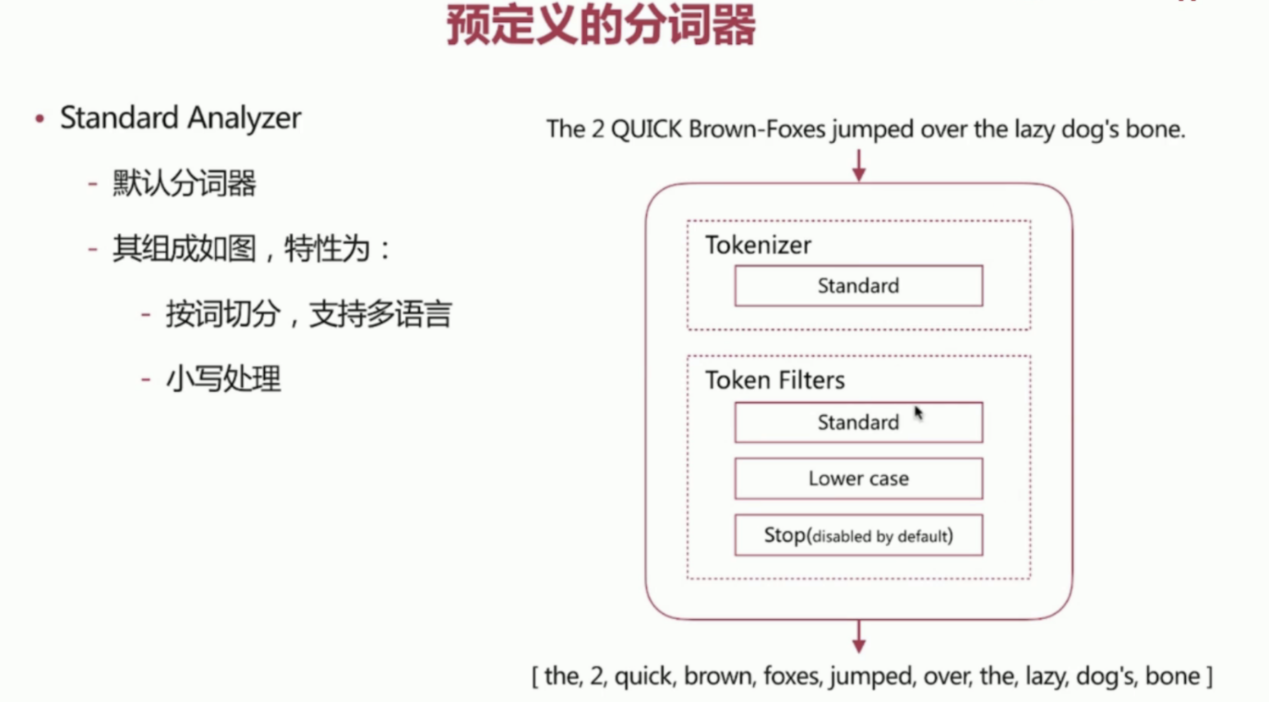 预定义的分词器
• Standard Analyzer
- 默认分词器
- 其组成如图，特性为：
- 按词切分，支持多语言
- 小写处理
The 2 QUICK Brown-Foxes jumped over the lazy dog's bone.
Tokenizer
Standard
Token Filters
Standard
Lower case
Stop(disabled by default)
[ the, 2, quick, brown, foxes, jumped, over, the, lazy, dog's, bone ]